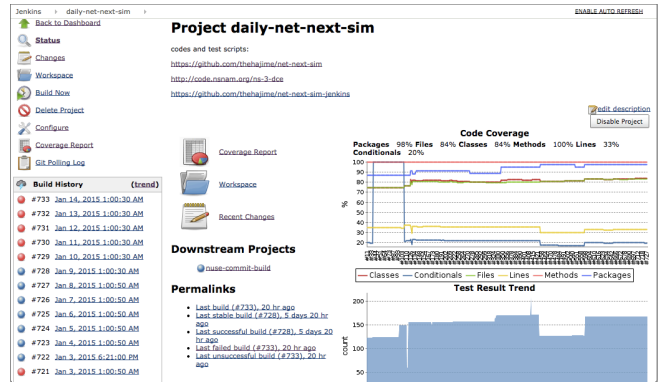 Jenkins › daily-net-next-sim ›
ENABLE AUTO REFRESH
Back to Dashboard
Status
Changes
Workspace
Build Now
Delete Project
Configure
Coverage Report
Git Polling Log
Build History (trend)
#733 Jan 14, 2015 1:00:30 AM
#732 Jan 13, 2015 1:00:30 AM
#731 Jan 12, 2015 1:00:30 AM
#730 Jan 11, 2015 1:00:30 AM
#729 Jan 10, 2015 1:00:30 AM
#728 Jan 9, 2015 1:00:30 AM
#727 Jan 8, 2015 1:00:50 AM
#726 Jan 7, 2015 1:00:50 AM
#725 Jan 6, 2015 1:00:50 AM
#724 Jan 5, 2015 1:00:50 AM
#723 Jan 4, 2015 1:00:50 AM
#722 Jan 3, 2015 6:21:00 PM
#721 Jan 3, 2015 1:00:50 AM
Project daily-net-next-sim
codes and test scripts:
https://github.com/thehajime/net-next-sim
http://code.nsnam.org/ns-3-dce
https://github.com/thehajime/net-next-sim-jenkins
edit description
Disable Project
Coverage Report
Workspace
Recent Changes
Downstream Projects
nuse-commit-build
Permalinks
Last build (#733), 20 hr ago
Last stable build (#728), 5 days 20 hr
ago
Last successful build (#728), 5 days 20
hr ago
Last failed build (#733), 20 hr ago
Last unsuccessful build (#733), 20 hr
ago
Code Coverage
Packages 98% Files 84% Classes 84% Methods 100% Lines 33%
Conditionals 20%
100
90
80
70
60
50
40
30
20
%
Classes Conditionals Files Lines Methods Packages
Test Result Trend
200
150
100
50
count